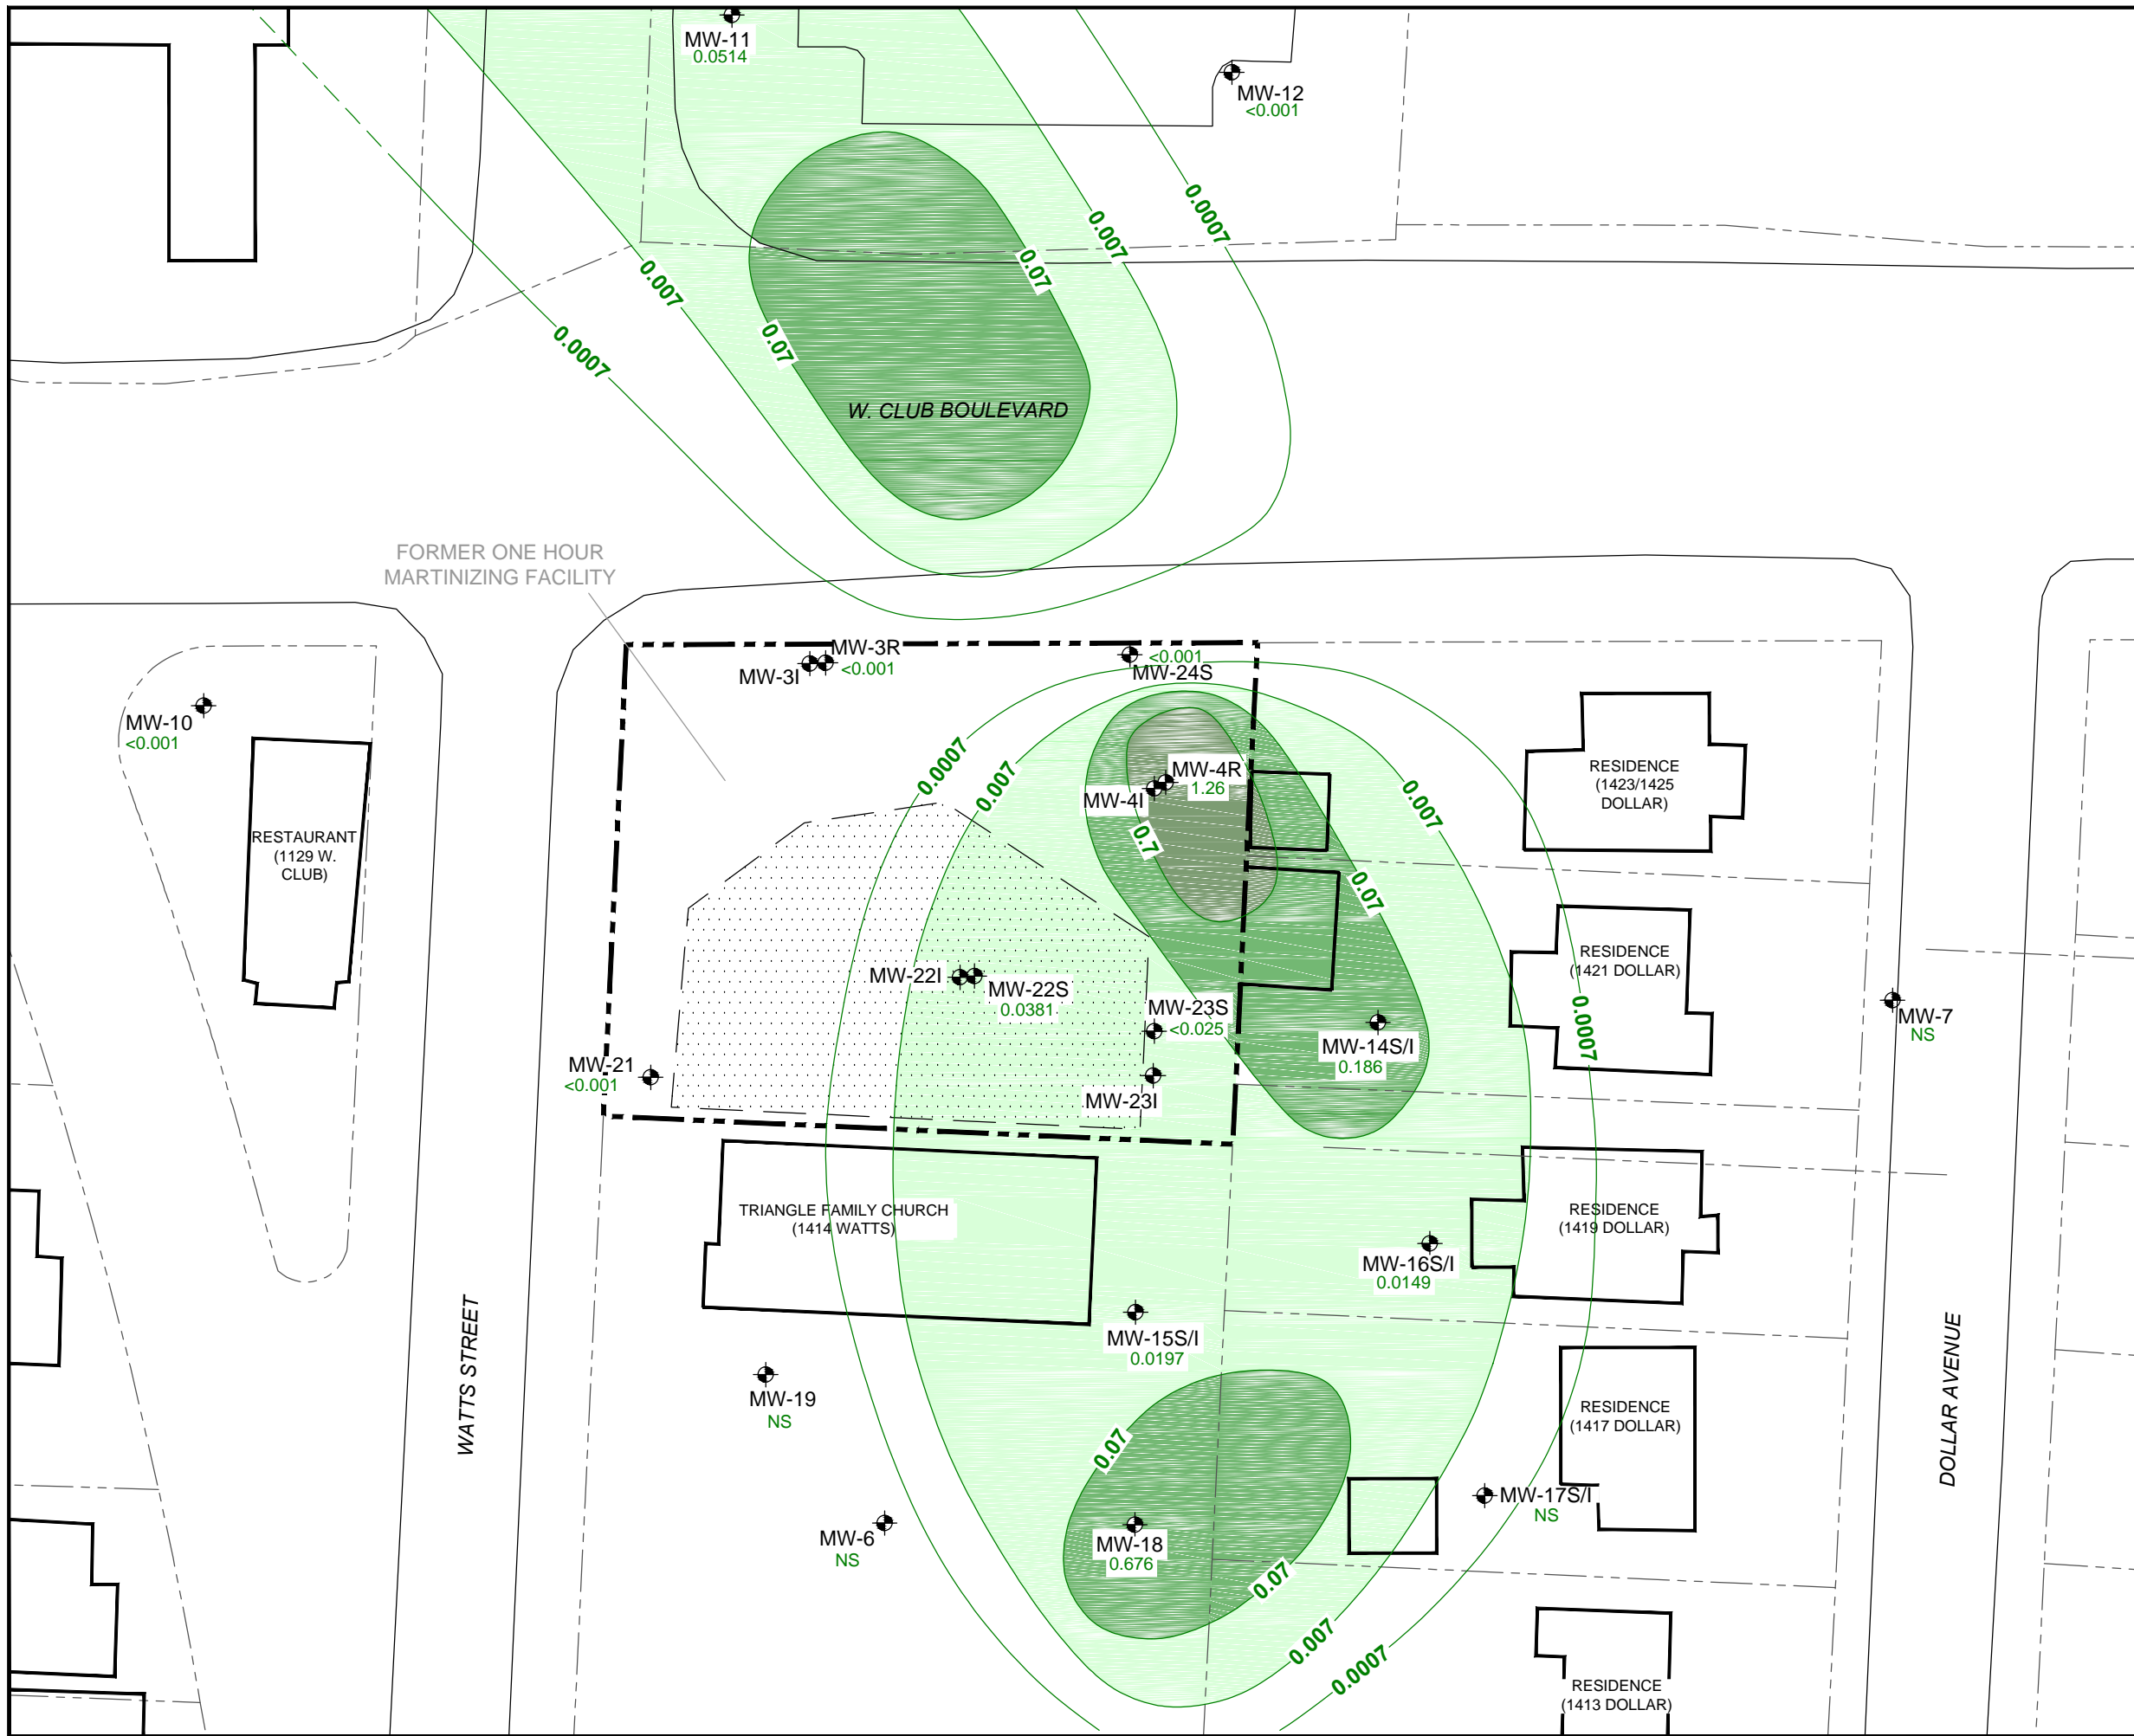 MW-11
0.0514
MW-12
<0.001
0.0007
0.007
0.07
0.007
0.07
0.0007
W. CLUB BOULEVARD
FORMER ONE HOUR
MARTINIZING FACILITY
MW-3R
<0.001
MW-3I
<0.001
MW-24S
MW-10
<0.001
0.0007
0.007
MW-4R
1.26
MW-4I
0.7
0.007
0.07
RESIDENCE
(1423/1425
DOLLAR)
RESTAURANT
(1129 W.
CLUB)
RESIDENCE
(1421 DOLLAR)
MW-22I
MW-22S
0.0381
MW-23S
<0.025
0.0007
MW-7
NS
MW-14S/I
0.186
MW-21
<0.001
MW-23I
TRIANGLE FAMILY CHURCH
(1414 WATTS)
RESIDENCE
(1419 DOLLAR)
MW-16S/I
0.0149
MW-15S/I
0.0197
WATTS STREET
DOLLAR AVENUE
MW-19
NS
RESIDENCE
(1417 DOLLAR)
0.07
MW-17S/I
NS
MW-6
NS
MW-18
0.676
0.07
0.007
0.0007
RESIDENCE
(1413 DOLLAR)